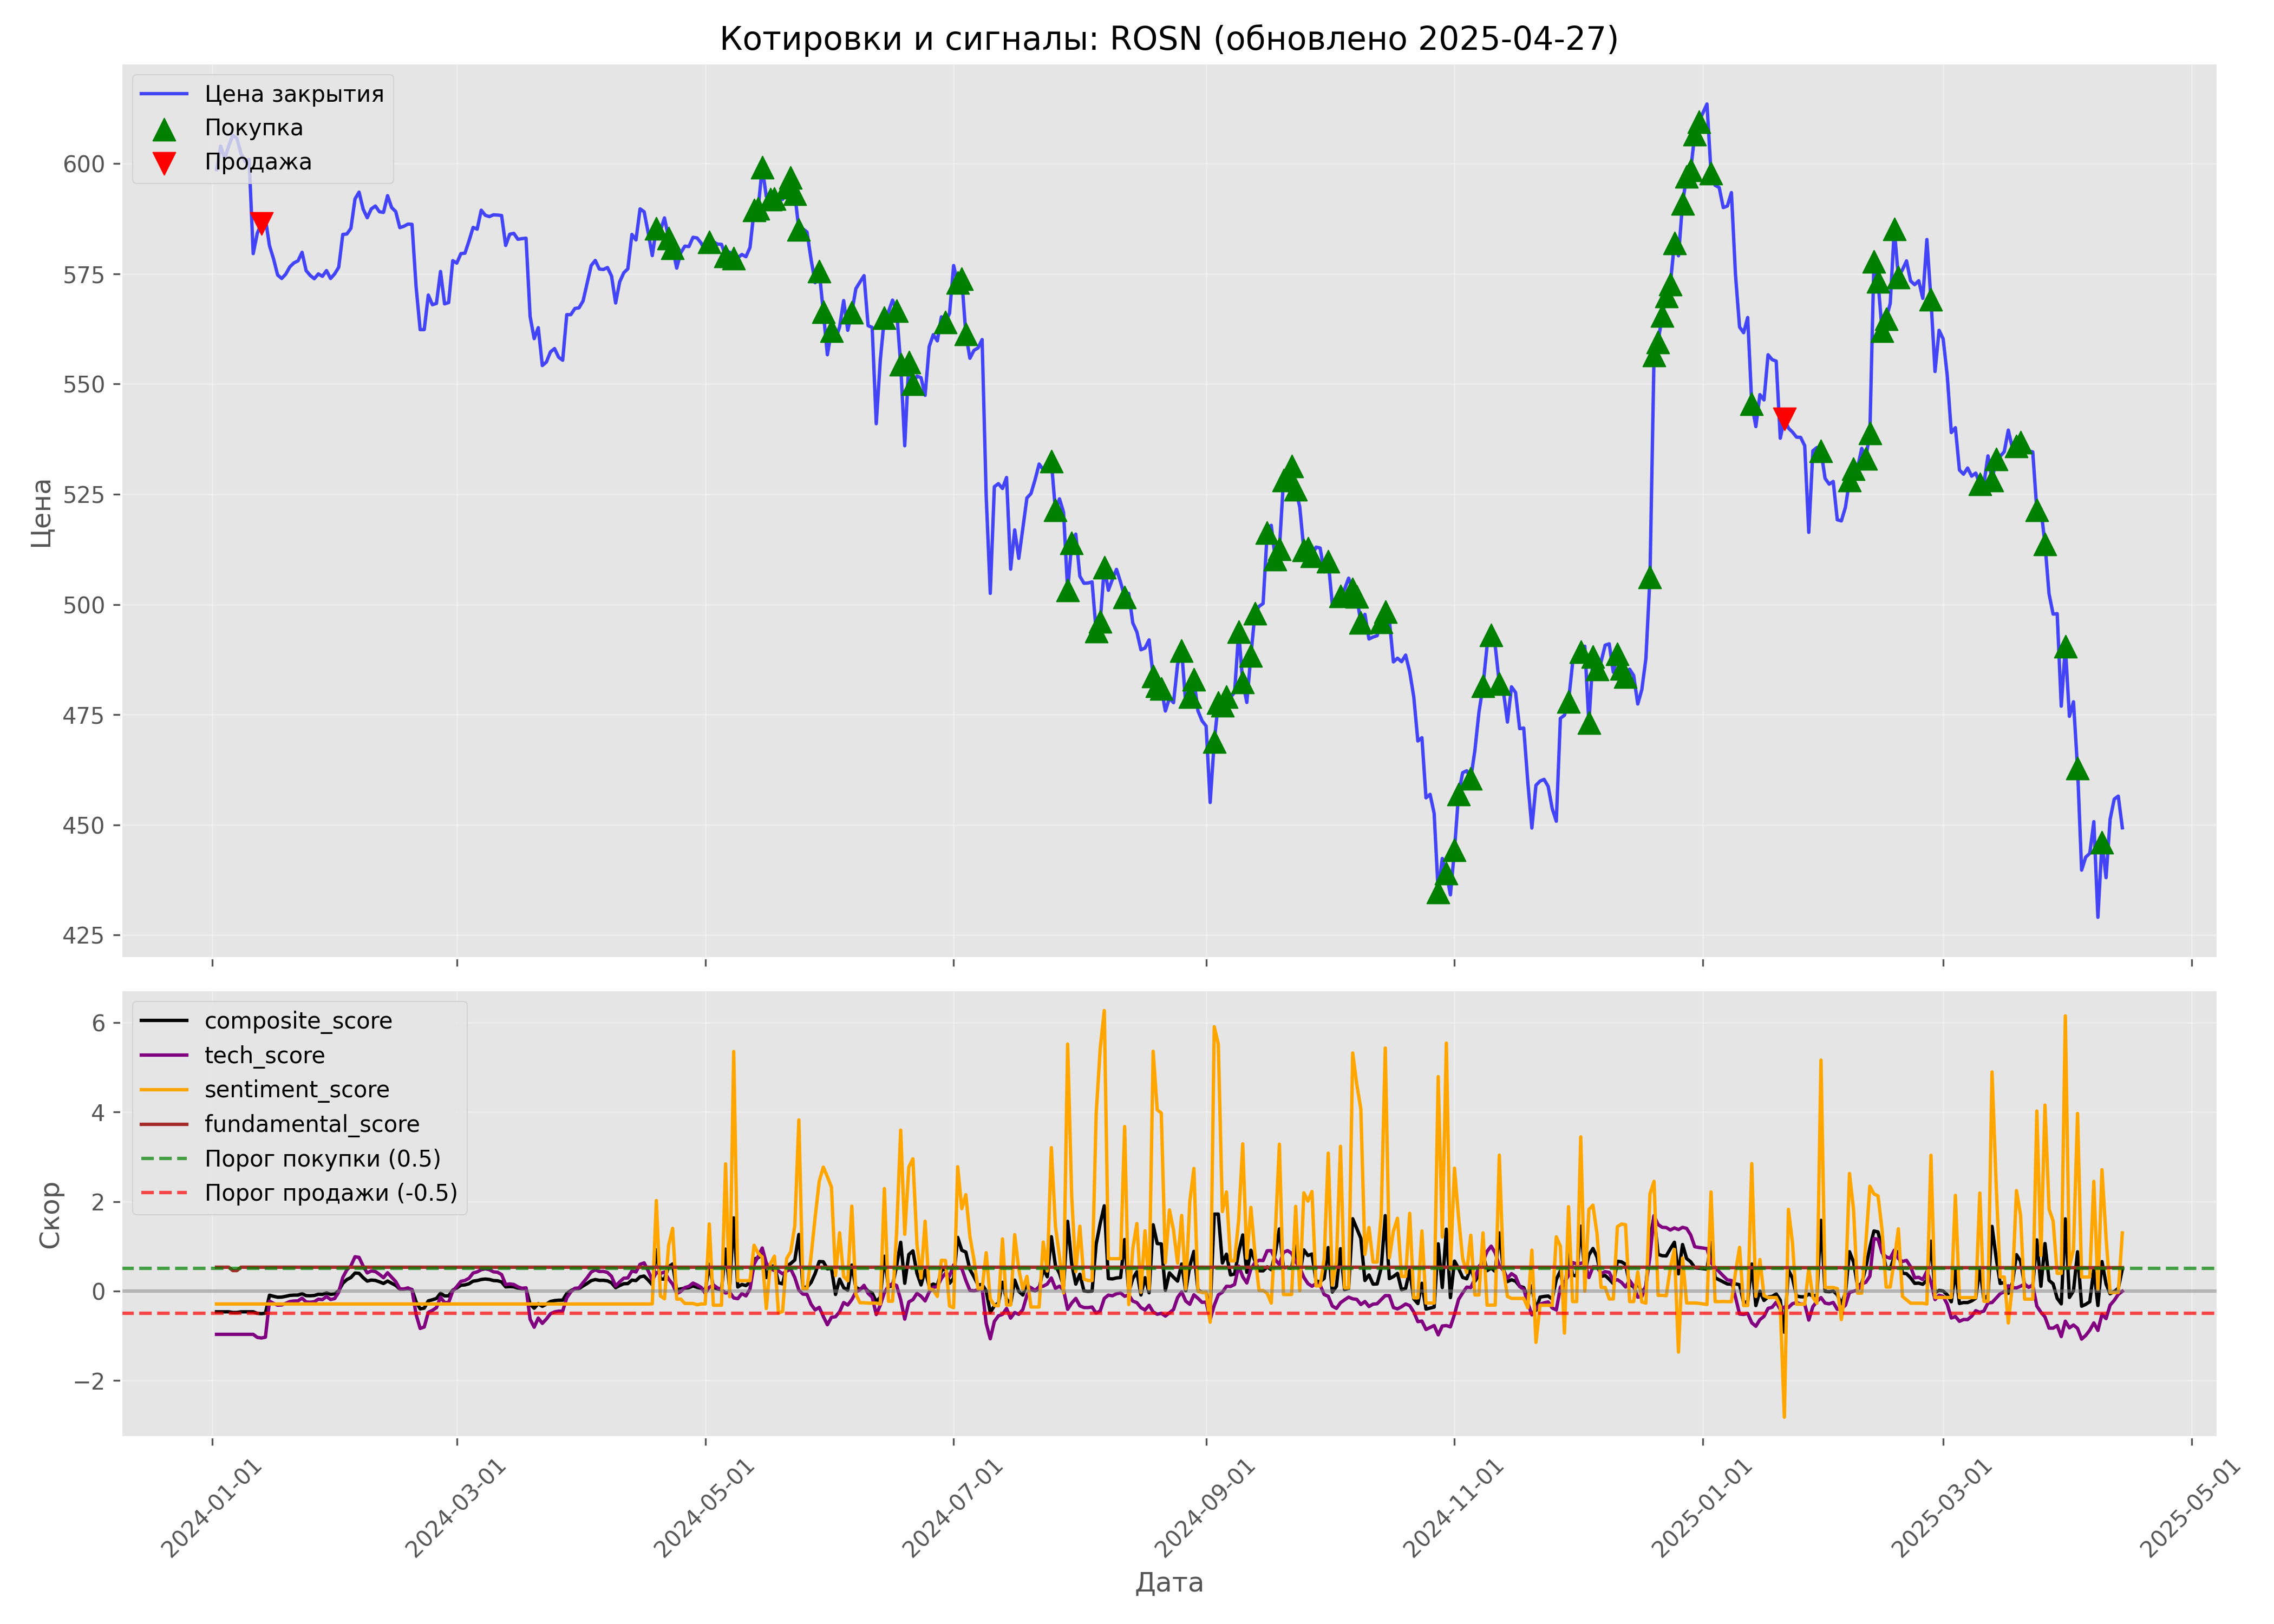 Котировки и сигналы: ROSN (обновлено 2025-04-27)
Цена закрытия
Покупка
Продажа
Цена
600
575
550
525
500
475
450
425
composite_score
tech_score
sentiment_score
fundamental_score
Порог покупки (0.5)
Порог продажи (-0.5)
Скор
6
4
2
0
−2
2024-01-01
2024-03-01
2024-05-01
2024-07-01
2024-09-01
2024-11-01
2025-01-01
2025-03-01
2025-05-01
Дата